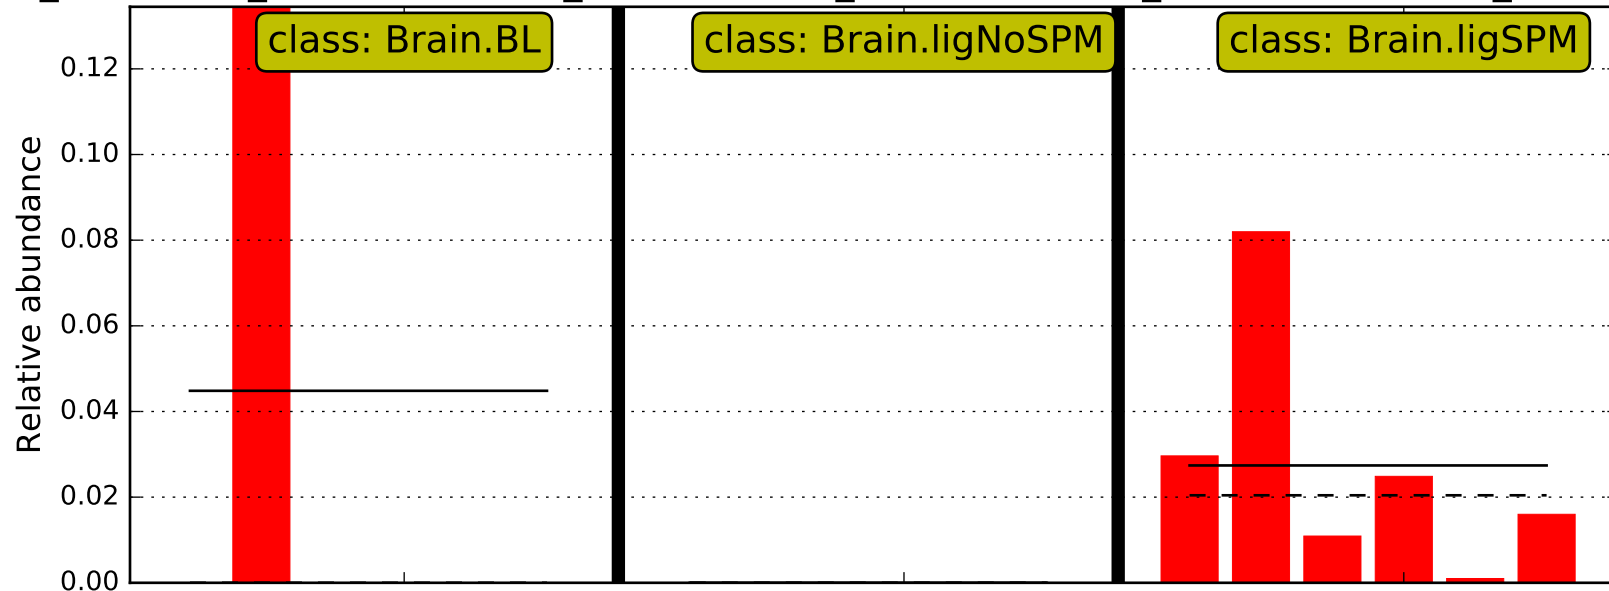 class: Brain.BL
class: Brain.ligNoSPM
class: Brain.ligSPM
Relative abundance
0.12
0.10
0.08
0.06
0.04
0.02
0.00